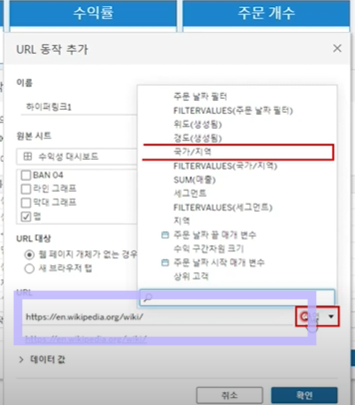 수익률
주문 개수
URL 동작 추가
이름
하이퍼링크1
원본 시트
수익성 대시보드
BAN 04
라인 그래프
막대 그래프
맵
URL 대상
웹 페이지 개체가 없는 경우
새 브라우저 탭
주문 날짜 필터
FILTERVALUES(주문 날짜 필터)
위도(생성됨)
경도(생성됨)
국가/지역
FILTERVALUES(국가/지역)
SUM(매출)
세그먼트
FILTERVALUES(세그먼트)
지역
주문 날짜 끝 매개 변수
수익 구간차원 크기
주문 날짜 시작 매개 변수
상위 고객
URL
https://en.wikipedia.org/wiki/
https://en.wikipedia.org/wiki/
데이터 값
취소
확인